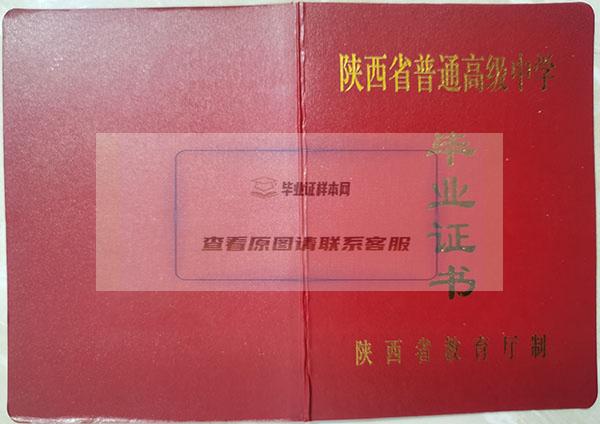 陕西省普通高级中学
毕业证书
陕西省教育厅制
毕业证样本网
查看原图请联系客服